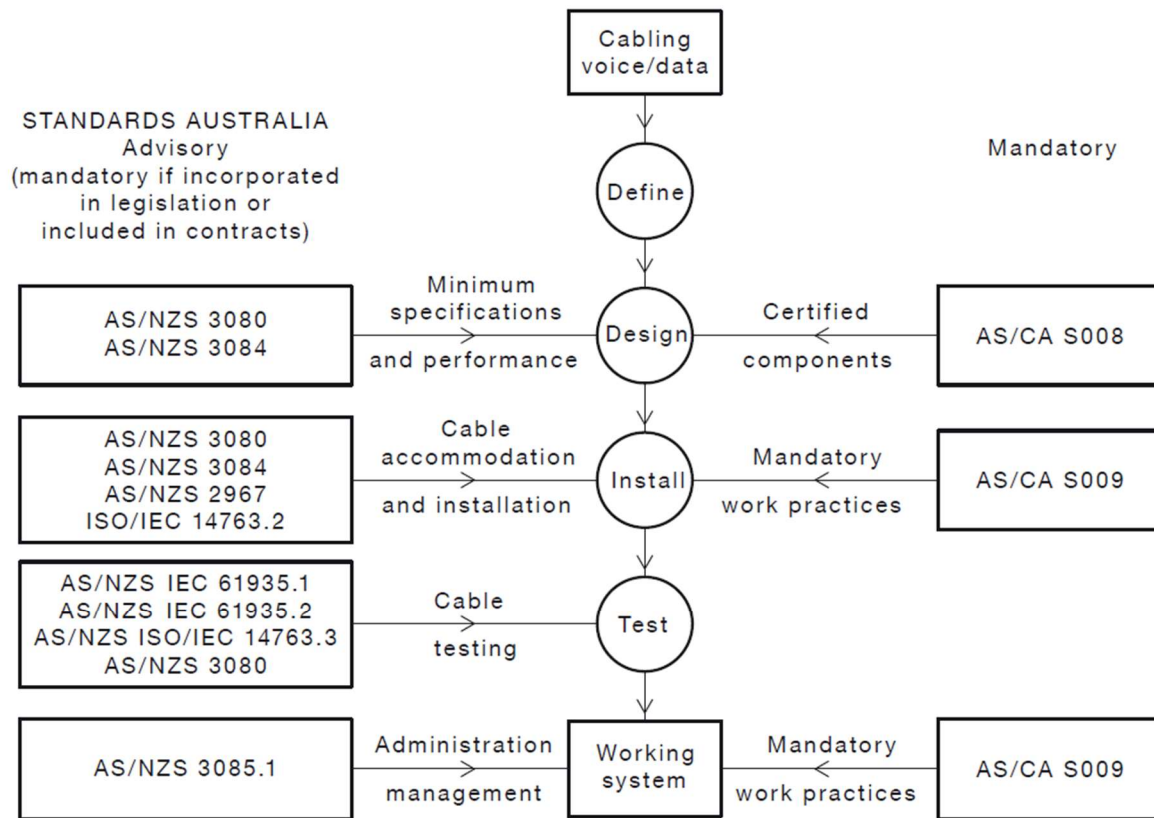 Cabling
voice/data
STANDARDS AUSTRALIA
Advisory
(mandatory if incorporated
in legislation or
included in contracts)
Mandatory
Define
AS/NZS 3080
AS/NZS 3084
Minimum
specifications
and performance
Design
Certified
components
AS/CA S008
AS/NZS 3080
AS/NZS 3084
AS/NZS 2967
ISO/IEC 14763.2
Cable
accommodation
and installation
Install
Mandatory
work practices
AS/CA S009
AS/NZS IEC 61935.1
AS/NZS IEC 61935.2
AS/NZS ISO/IEC 14763.3
AS/NZS 3080
Cable
testing
Test
AS/NZS 3085.1
Administration
management
Working
system
Mandatory
work practices
AS/CA S009